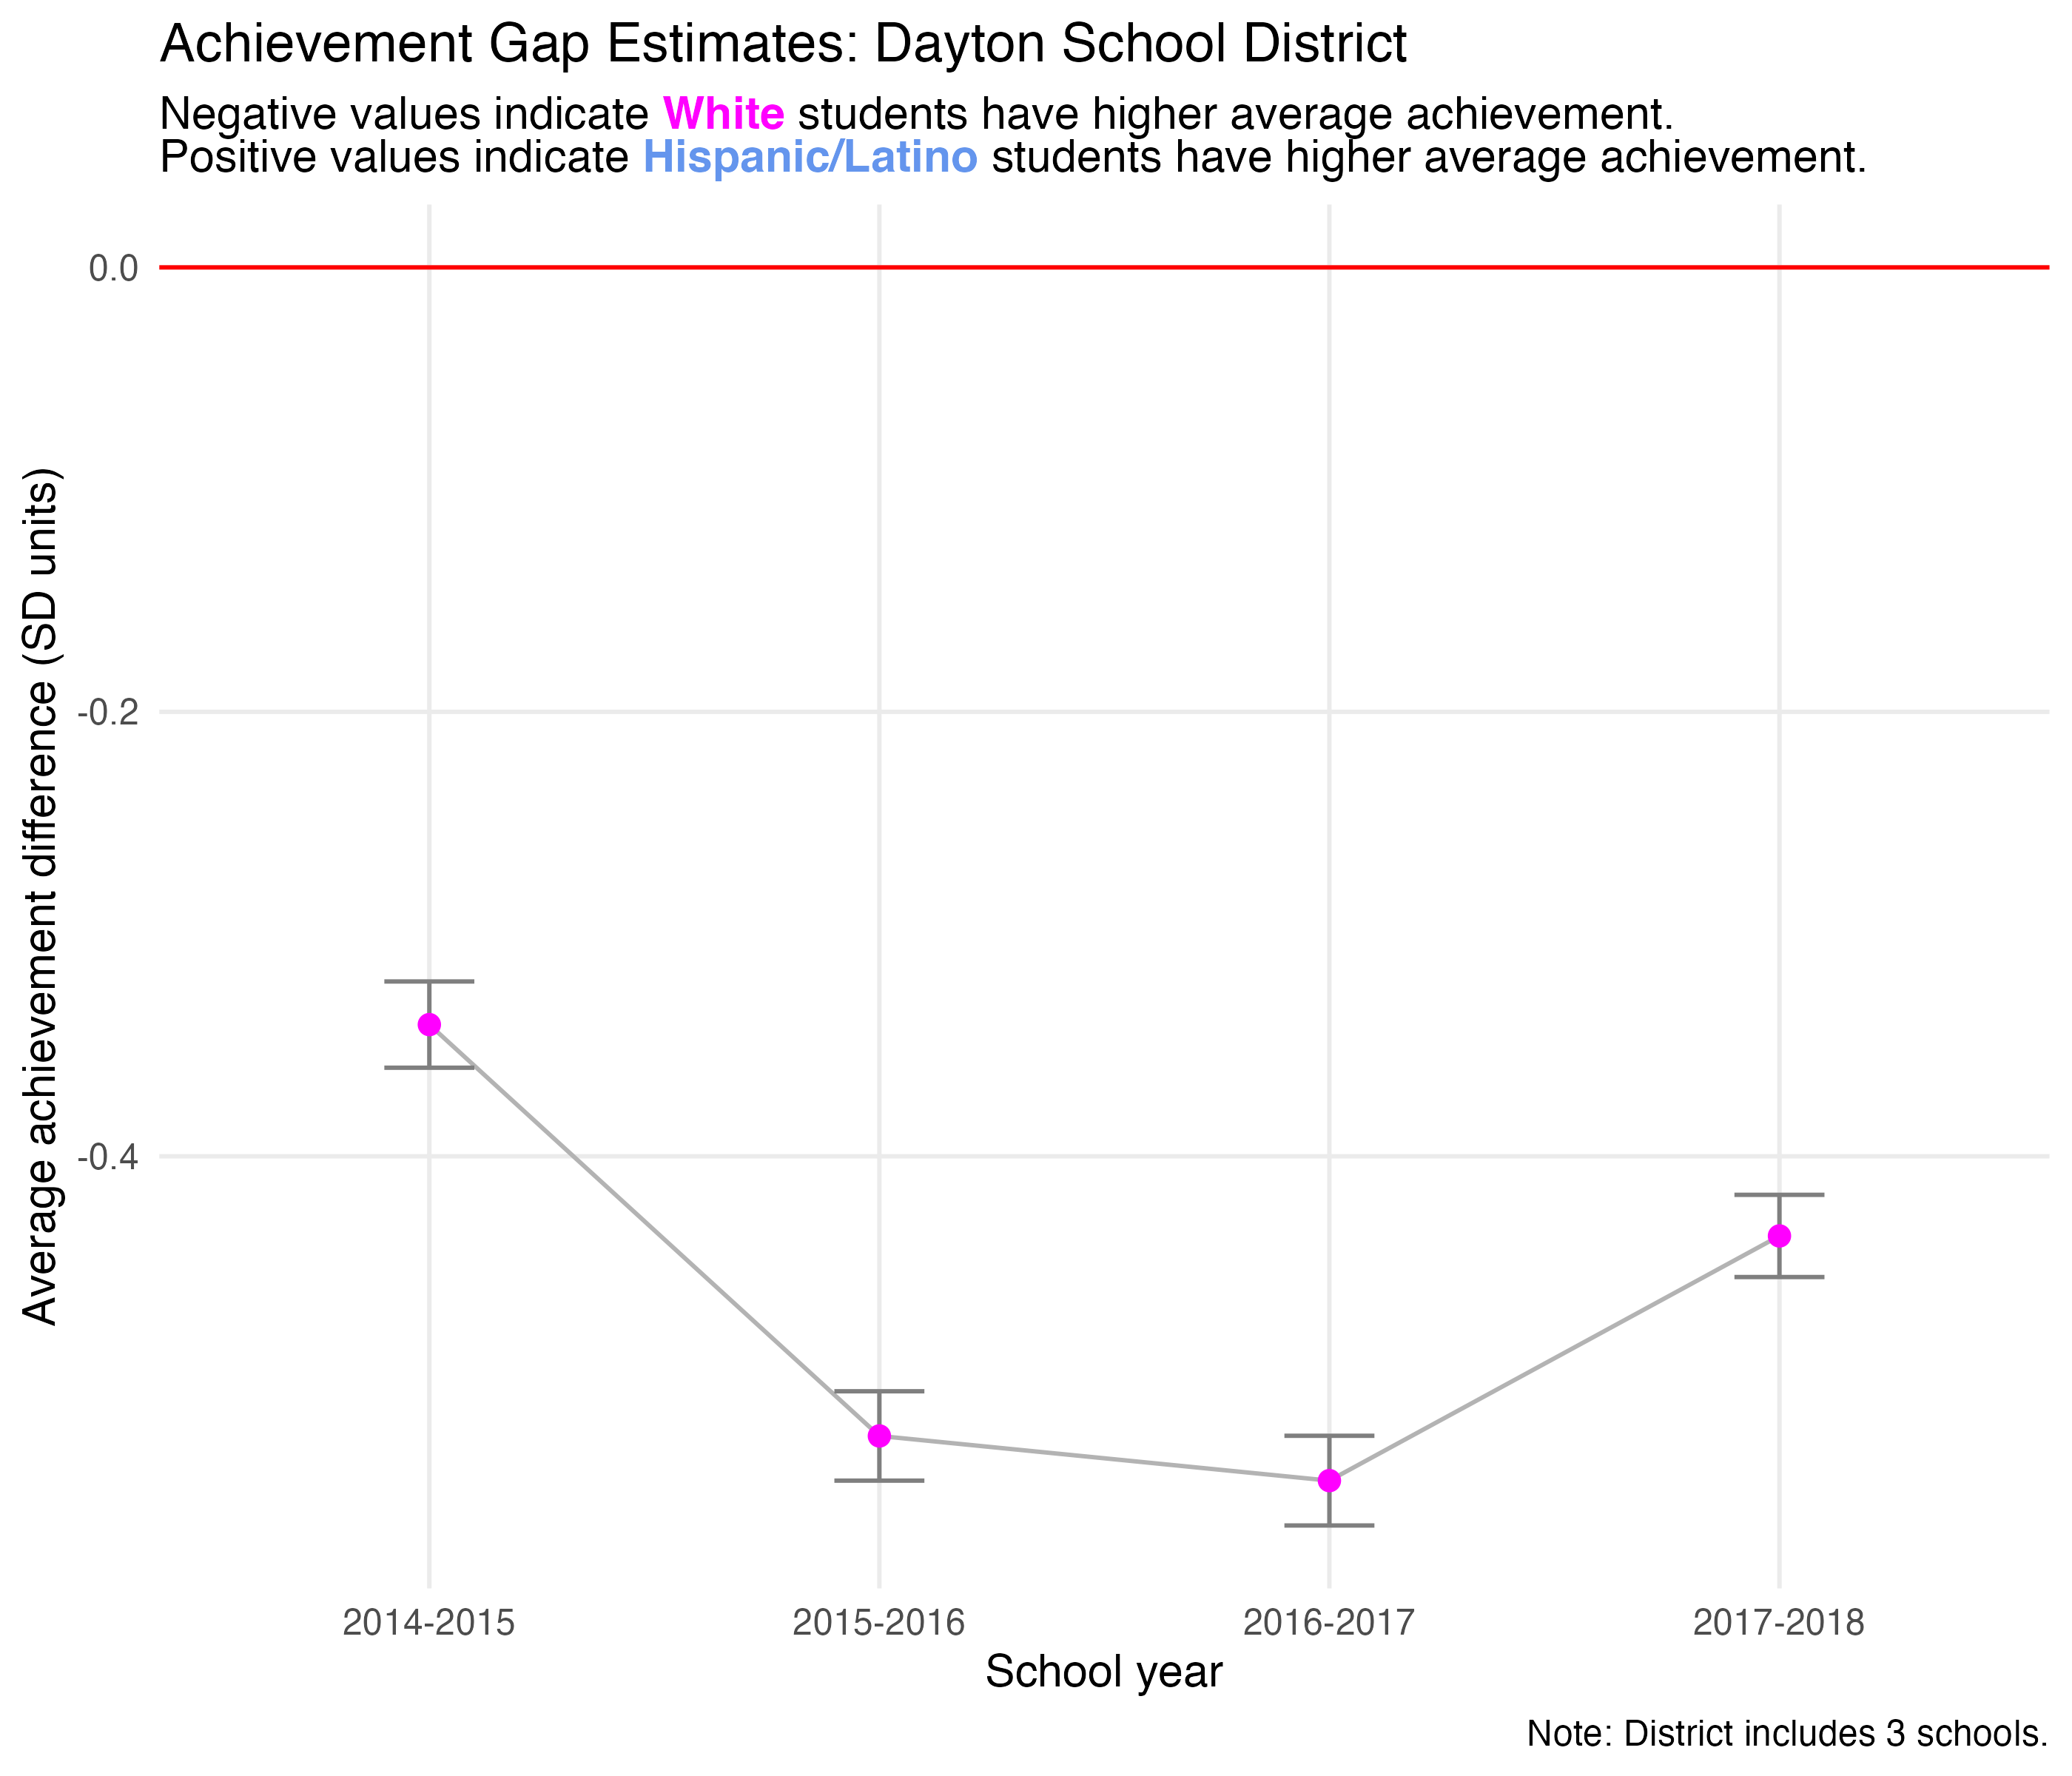 Achievement Gap Estimates: Dayton School District
Negative values indicate White students have higher average achievement.
Positive values indicate Hispanic/Latino students have higher average achievement.
Average achievement difference (SD units)
0.0
-0.2
-0.4
2014-2015
2015-2016
2016-2017
2017-2018
School year
Note: District includes 3 schools.